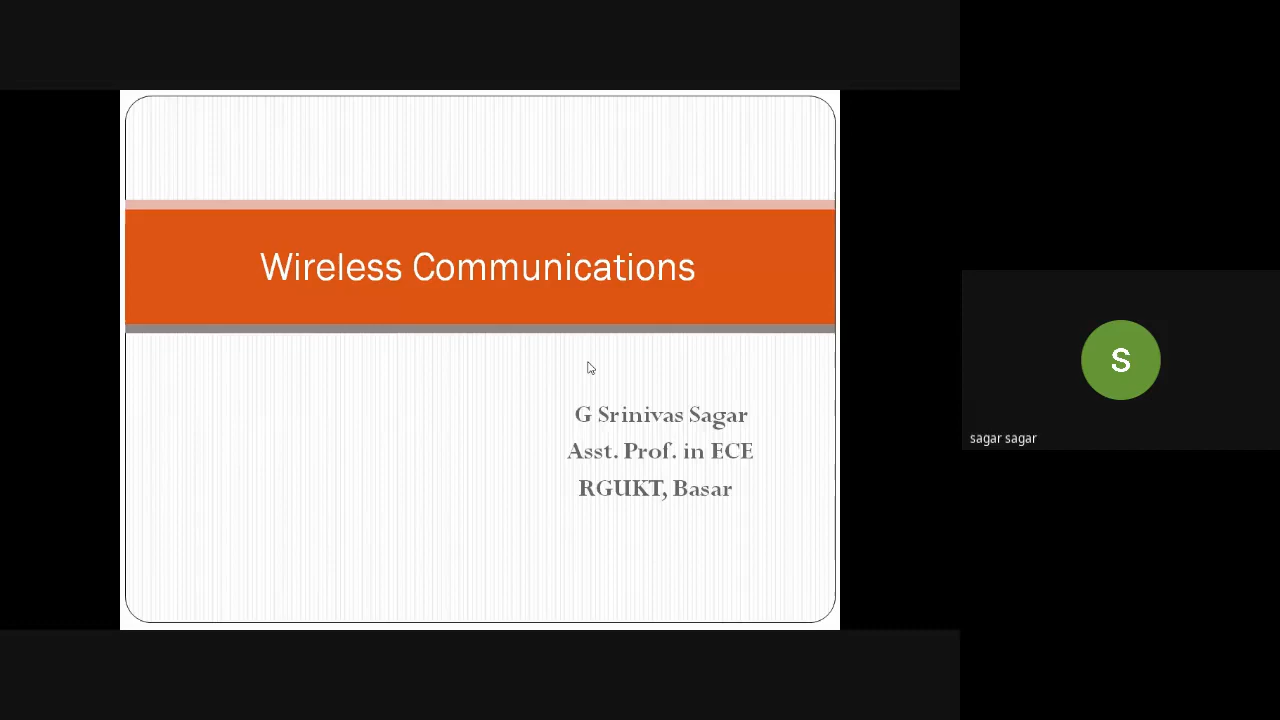 Wireless Communications
G Srinivas Sagar
Asst. Prof. in ECE
RGUKT, Basar
S
sagar sagar